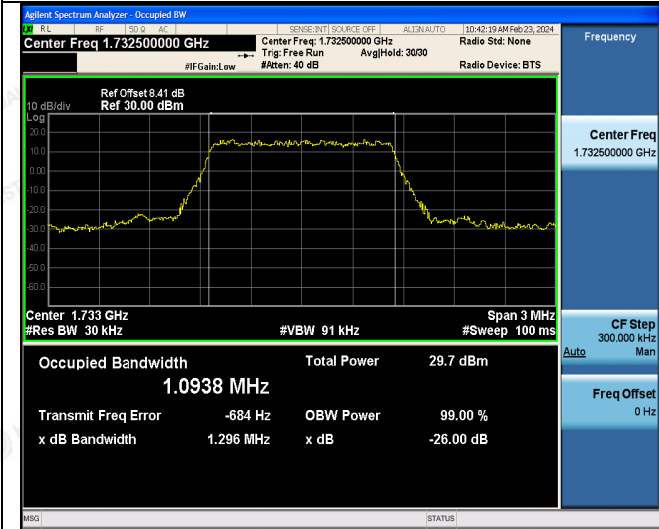 Agilent Spectrum Analyzer - Occupied BW
RL RF 50 Ω AC SENSE:INT SOURCE OFF ALIGN AUTO 10:42:19 AM Feb 23, 2024
Center Freq 1.732500000 GHz
Center Freq: 1.732500000 GHz Radio Std: None
Trig: Free Run Avg|Hold: 30/30
#IFGain:Low #Atten: 40 dB Radio Device: BTS
Ref Offset 8.41 dB
10 dB/div Ref 30.00 dBm
Log
20.0
10.0
0.00
-10.0
-20.0
-30.0
-40.0
-50.0
-60.0
Center 1.733 GHz Span 3 MHz
#Res BW 30 kHz #VBW 91 kHz #Sweep 100 ms
Occupied Bandwidth Total Power 29.7 dBm
1.0938 MHz
Transmit Freq Error -684 Hz OBW Power 99.00 %
x dB Bandwidth 1.296 MHz x dB -26.00 dB
MSG STATUS
Frequency
Center Freq
1.732500000 GHz
CF Step
300.000 kHz
Auto Man
Freq Offset
0 Hz